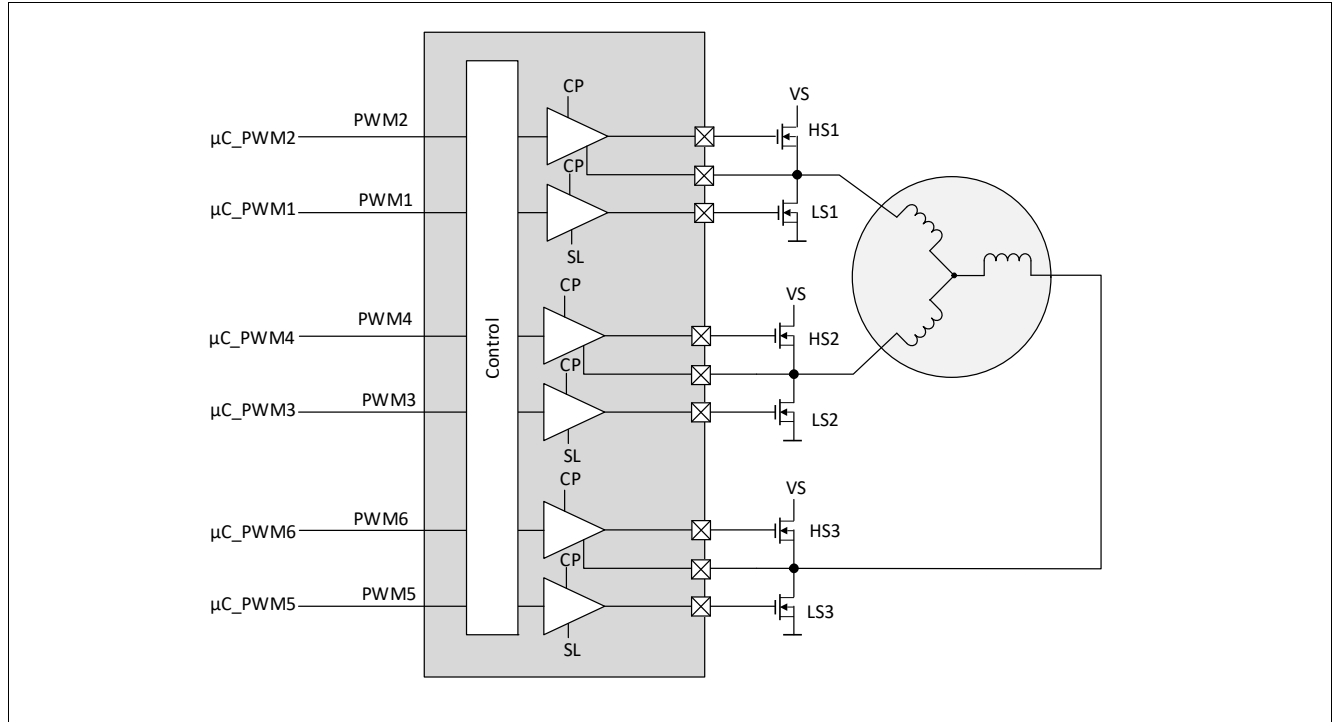 CP
VS
μC_PWM2
PWM2
HS1
CP
μC_PWM1
PWM1
LS1
SL
CP
VS
μC_PWM4
PWM4
HS2
Control
CP
μC_PWM3
PWM3
LS2
SL
CP
VS
μC_PWM6
PWM6
HS3
CP
μC_PWM5
PWM5
LS3
SL